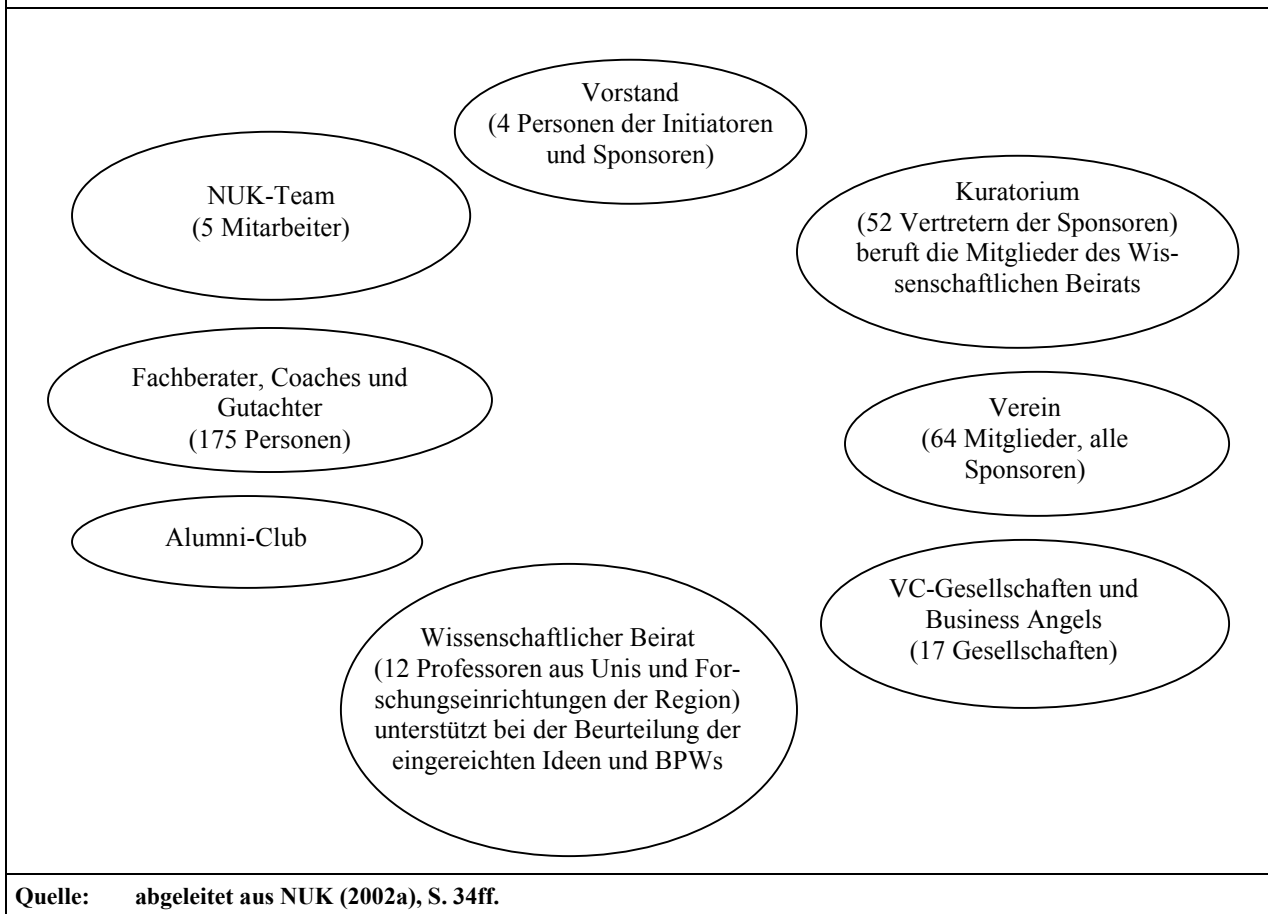 Vorstand
(4 Personen der Initiatoren
und Sponsoren)
NUK-Team
(5 Mitarbeiter)
Kuratorium
(52 Vertretern der Sponsoren)
beruft die Mitglieder des Wis-
senschaftlichen Beirats
Fachberater, Coaches und
Gutachter
(175 Personen)
Verein
(64 Mitglieder, alle
Sponsoren)
Alumni-Club
VC-Gesellschaften und
Business Angels
(17 Gesellschaften)
Wissenschaftlicher Beirat
(12 Professoren aus Unis und For-
schungseinrichtungen der Region)
unterstützt bei der Beurteilung der
eingereichten Ideen und BPWs
Quelle: abgeleitet aus NUK (2002a), S. 34ff.